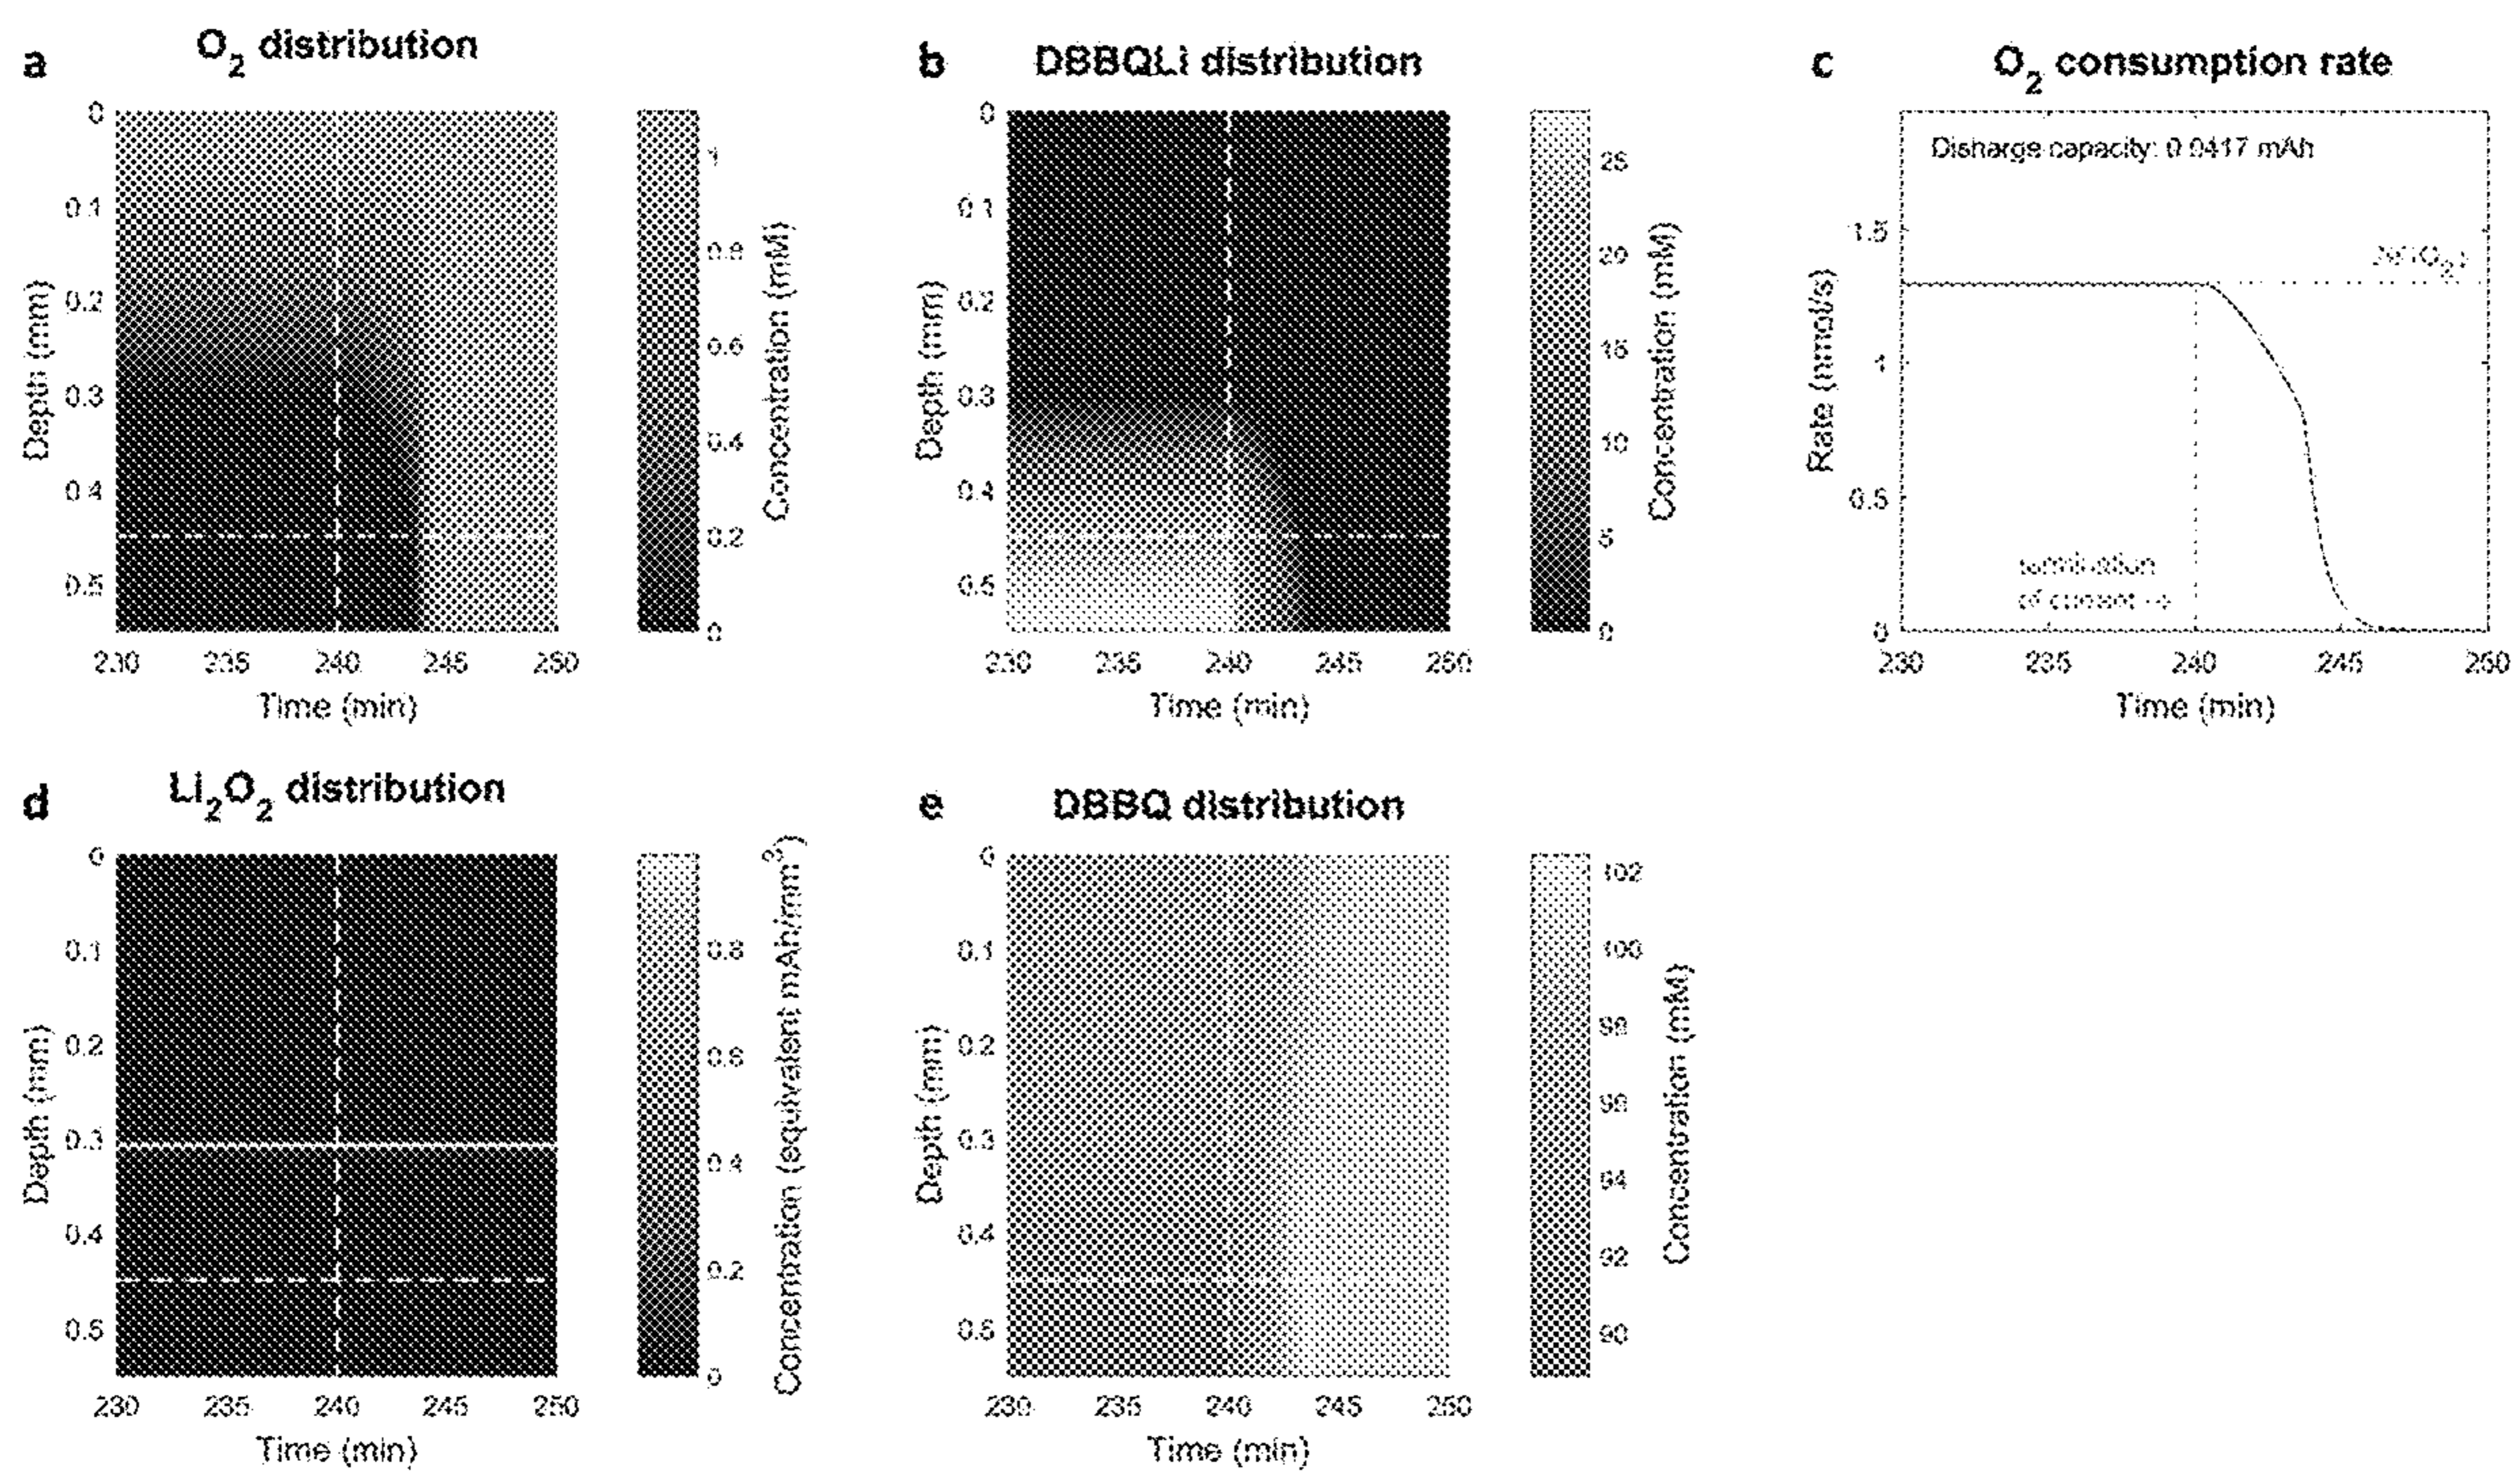 a
O2 distribution
0
0.1
0.2
0.3
0.4
0.5
Depth (mm)
230
235
240
245
250
Time (min)
1
0.8
0.6
0.4
0.2
0
Concentration (mM)
b
DBBQLi distribution
0
0.1
0.2
0.3
0.4
0.5
Depth (mm)
230
235
240
245
250
Time (min)
25
20
15
10
5
0
Concentration (mM)
c
O2 consumption rate
Disharge capacity: 0.0417 mAh
1.5
1
0.5
0
Rate (nmol/s)
termination
of current →
230
235
240
245
250
Time (min)
d
Li2O2 distribution
0
0.1
0.2
0.3
0.4
0.5
Depth (mm)
230
235
240
245
250
Time (min)
0.8
0.6
0.4
0.2
0
Concentration (equivalent mAh/mm3)
e
DBBQ distribution
0
0.1
0.2
0.3
0.4
0.5
Depth (mm)
230
235
240
245
250
Time (min)
102
100
98
96
94
92
90
Concentration (mM)